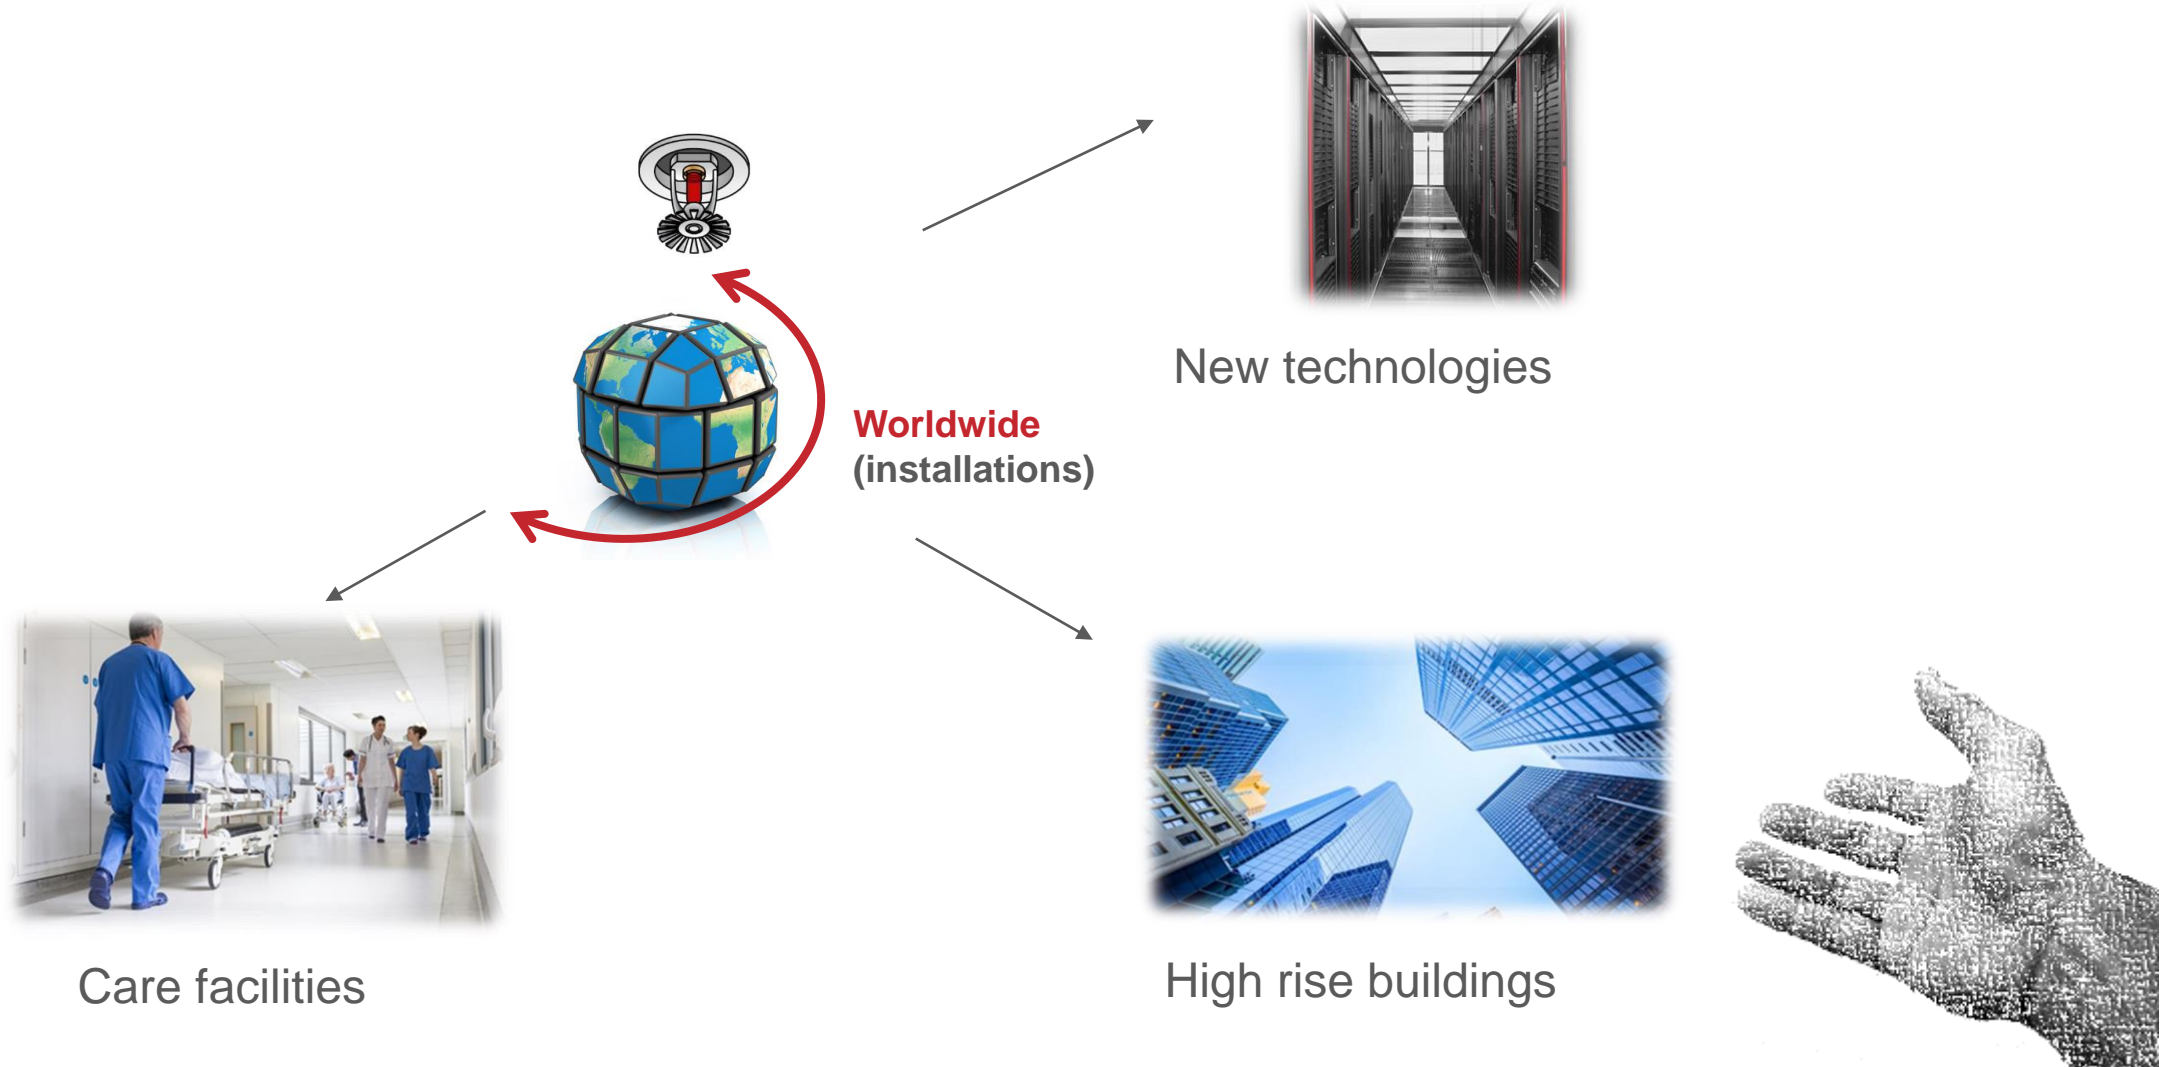 New technologies
Worldwide
(installations)
Care facilities
High rise buildings